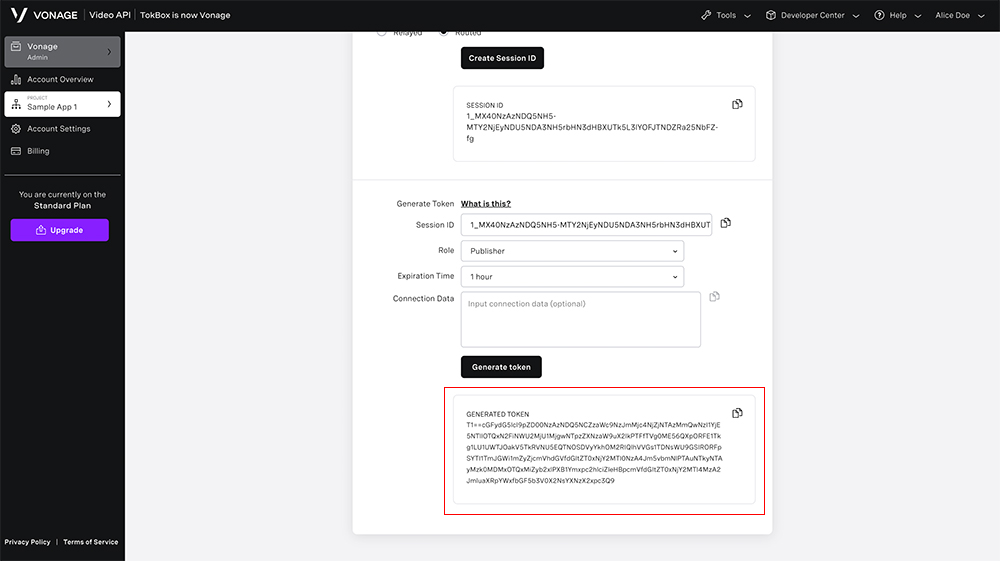 VONAGE | Video API | TokBox is now Vonage
Tools
Developer Center
Help
Alice Doe
Vonage
Admin
Account Overview
PROJECT
Sample App 1
Account Settings
Billing
You are currently on the
Standard Plan
Upgrade
Privacy Policy | Terms of Service
Relayed
Routed
Create Session ID
SESSION ID
1_MX40NzAzNDQ5NH5-
MTY2NjEyNDU5NDA3NH5rbHN3dHBXUTk5L3lYOFJTNDZRa25NbFZ-
fg
Generate Token What is this?
Session ID
1_MX40NzAzNDQ5NH5-MTY2NjEyNDU5NDA3NH5rbHN3dHBXUT
Role
Publisher
Expiration Time
1 hour
Connection Data
Input connection data (optional)
Generate token
GENERATED TOKEN